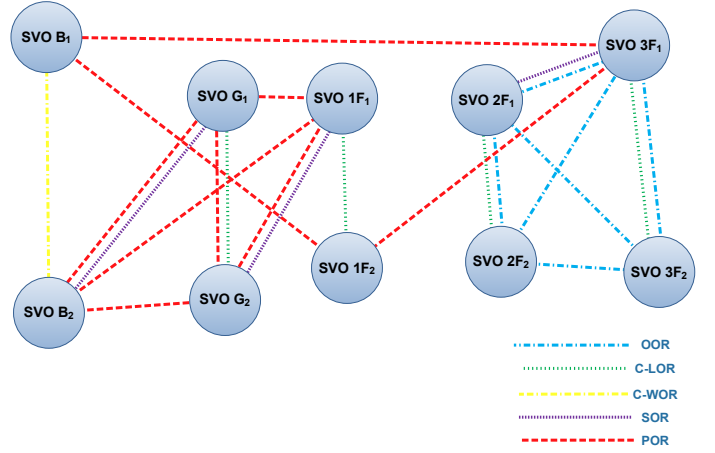 SVO B₁
SVO 3F₁
SVO G₁
SVO 1F₁
SVO 2F₁
SVO 2F₂
SVO 1F₂
SVO 3F₂
SVO G₂
SVO B₂
OOR
C-LOR
C-WOR
SOR
POR